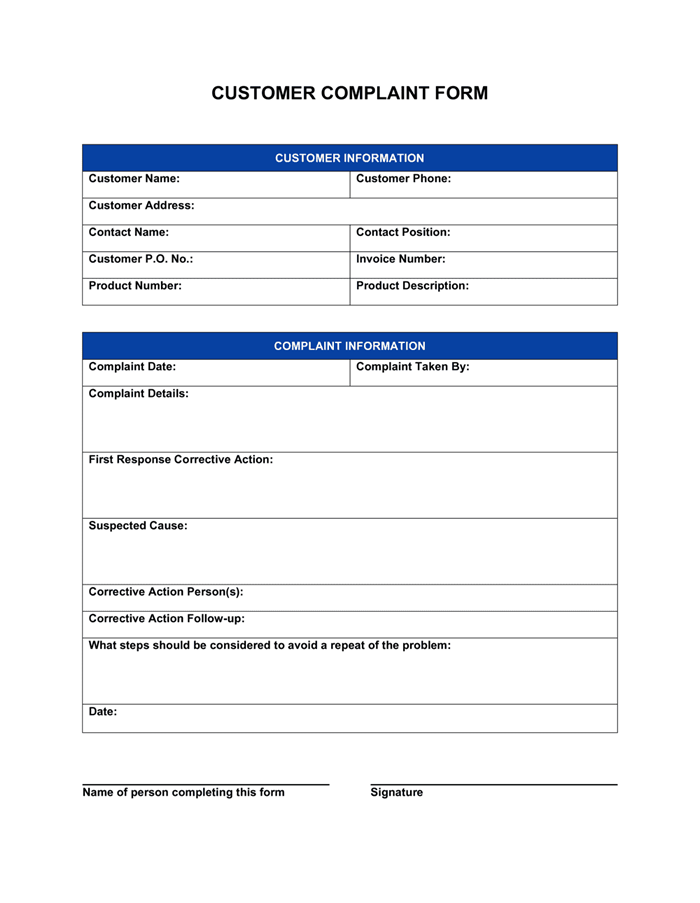 CUSTOMER COMPLAINT FORM
CUSTOMER INFORMATION
Customer Name:
Customer Phone:
Customer Address:
Contact Name:
Contact Position:
Customer P.O. No.:
Invoice Number:
Product Number:
Product Description:
COMPLAINT INFORMATION
Complaint Date:
Complaint Taken By:
Complaint Details:
First Response Corrective Action:
Suspected Cause:
Corrective Action Person(s):
Corrective Action Follow-up:
What steps should be considered to avoid a repeat of the problem:
Date:
Name of person completing this form
Signature